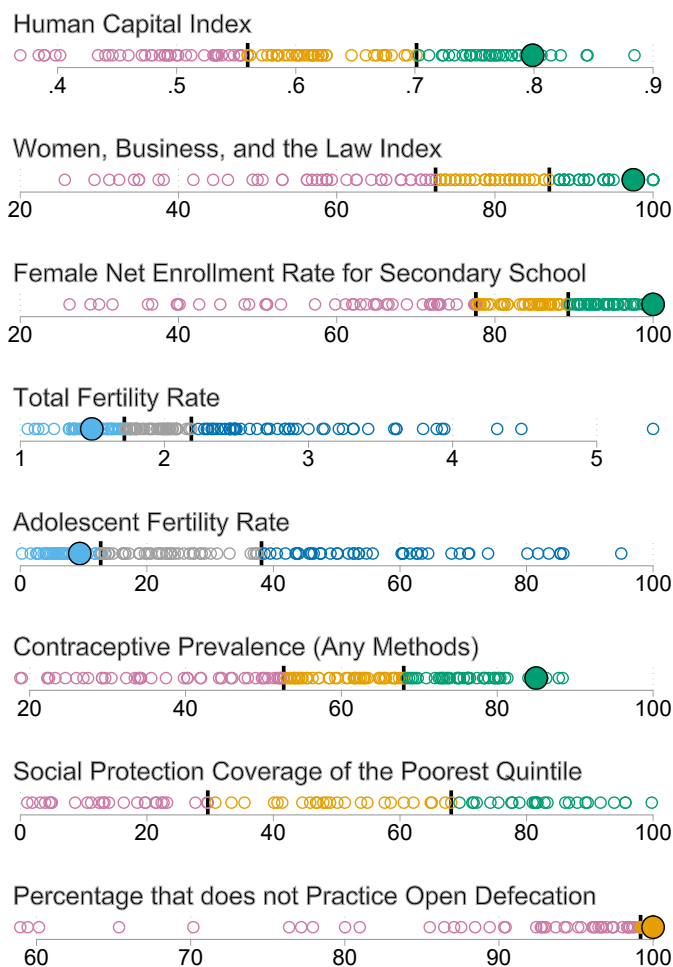 Human Capital Index
.4 .5 .6 .7 .8 .9
Women, Business, and the Law Index
20 40 60 80 100
Female Net Enrollment Rate for Secondary School
20 40 60 80 100
Total Fertility Rate
1 2 3 4 5
Adolescent Fertility Rate
0 20 40 60 80 100
Contraceptive Prevalence (Any Methods)
20 40 60 80 100
Social Protection Coverage of the Poorest Quintile
0 20 40 60 80 100
Percentage that does not Practice Open Defecation
60 70 80 90 100